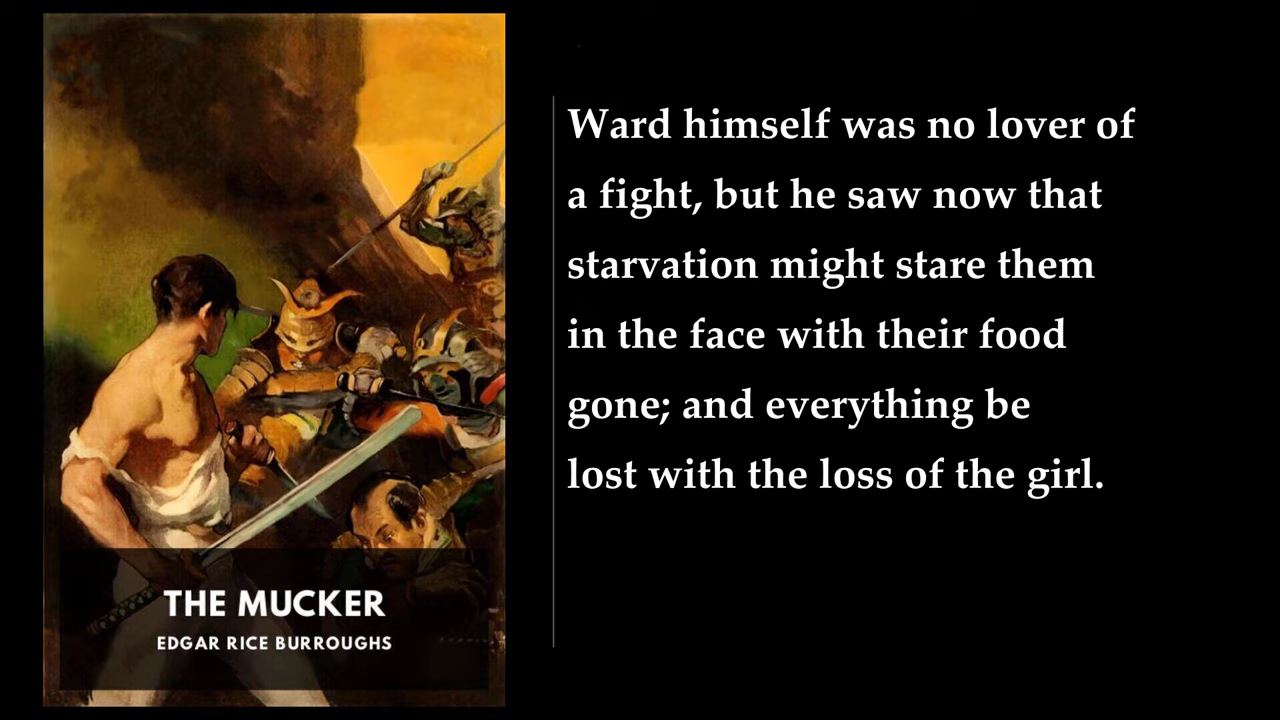 Ward himself was no lover of
a fight, but he saw now that
starvation might stare them
in the face with their food
gone; and everything be
lost with the loss of the girl.
THE MUCKER
EDGAR RICE BURROUGHS